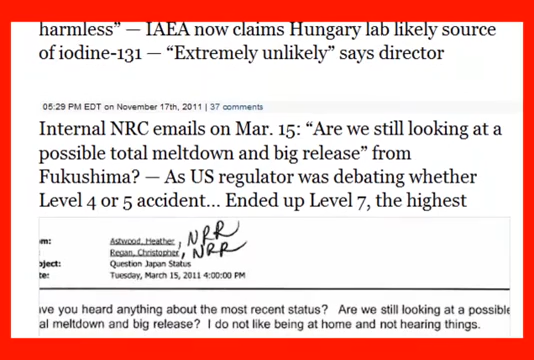 harmless” — IAEA now claims Hungary lab likely source
of iodine-131 — “Extremely unlikely” says director
05:29 PM EDT on November 17th, 2011 | 37 comments
Internal NRC emails on Mar. 15: “Are we still looking at a
possible total meltdown and big release” from
Fukushima? — As US regulator was debating whether
Level 4 or 5 accident… Ended up Level 7, the highest
om: Astwood, Heather, NRR
Regan, Christopher, NRR
bject: Question Japan Status
te: Tuesday, March 15, 2011 4:00:00 PM
ave you heard anything about the most recent status? Are we still looking at a possible
al meltdown and big release? I do not like being at home and not hearing things.